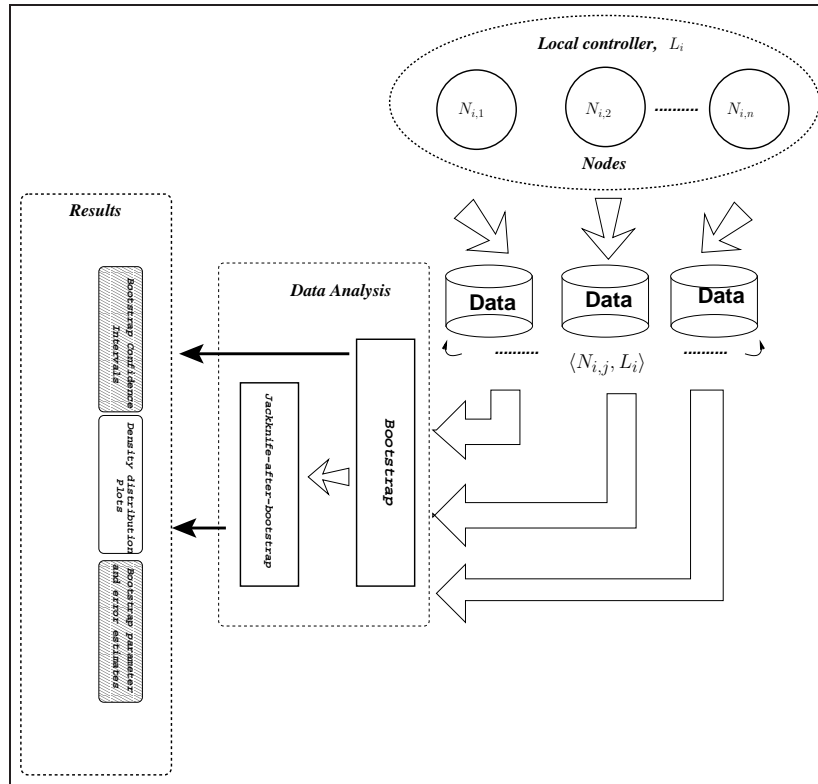 Local controller, L_i
N_{i,1}
N_{i,2}
..........
N_{i,n}
Nodes
Results
Data Analysis
Data
Data
Data
..........
⟨N_{i,j}, L_i⟩
..........
Bootstrap Confidence
Intervals
Density distribution
Plots
Bootstrap parameter
and error estimates
Jackknife-after-bootstrap
Bootstrap